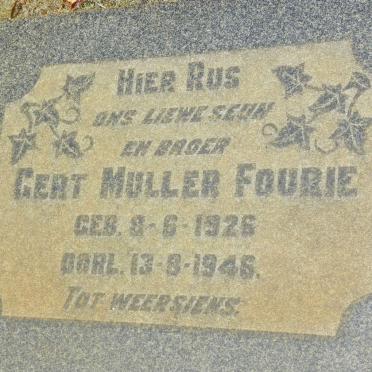 HIER RUS
ONS LIEWE SEUN
EN BROER
GERT MULLER FOURIE
GEB. 8-6-1926
OORL. 13-8-1946.
TOT WEERSIENS.